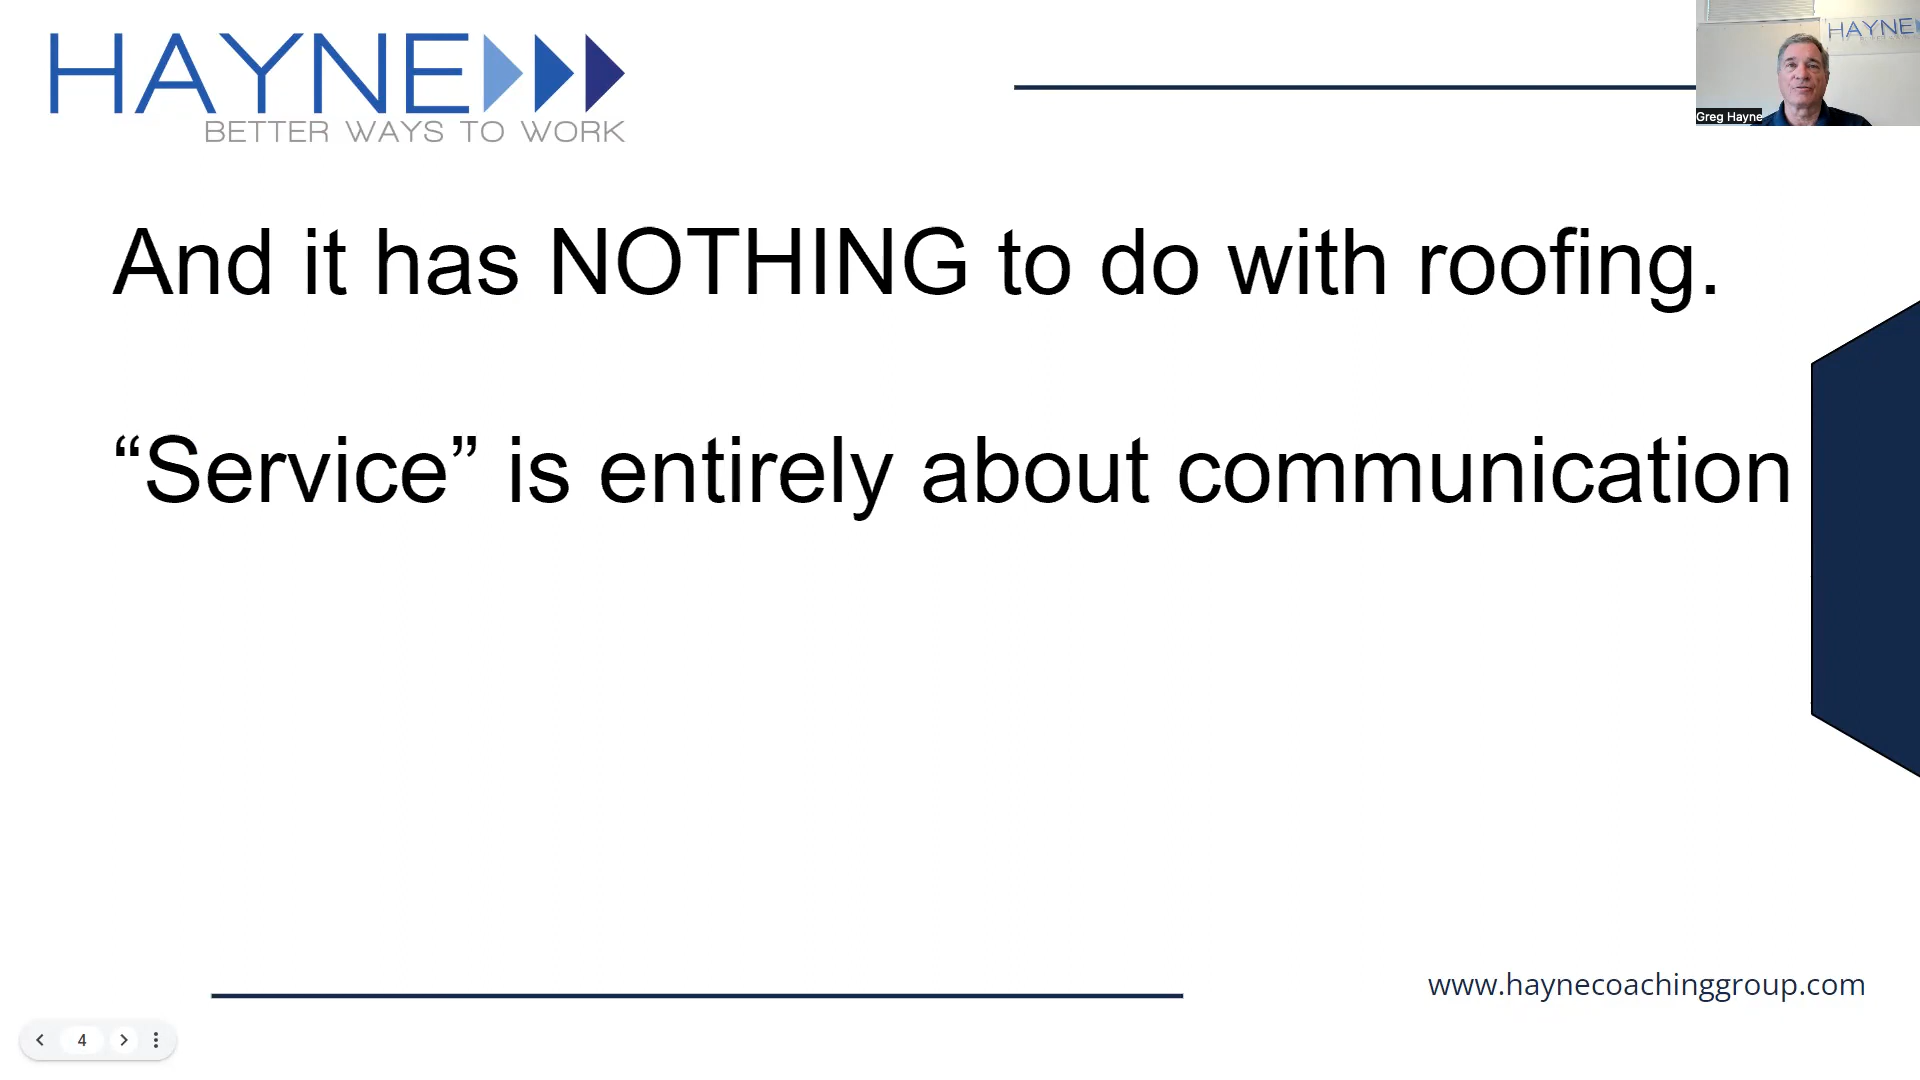 HAYNE
BETTER WAYS TO WORK
HAYNE
Greg Hayne
And it has NOTHING to do with roofing.
“Service” is entirely about communication
www.haynecoachinggroup.com
4